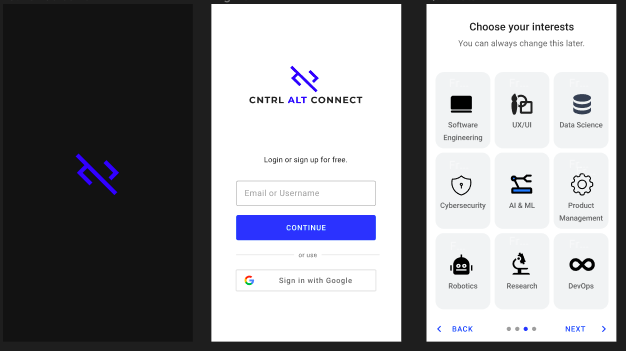 CNTRL ALT CONNECT
Login or sign up for free.
Email or Username
CONTINUE
or use
Sign in with Google
Choose your interests
You can always change this later.
Software
Engineering
UX/UI
Data Science
Cybersecurity
AI & ML
Product
Management
Robotics
Research
DevOps
BACK
NEXT